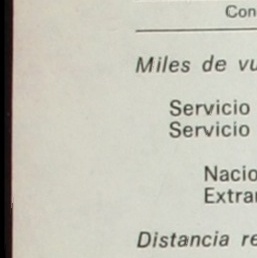 Con
Miles de vu
Servicio
Servicio
Nacio
Extra
Distancia re